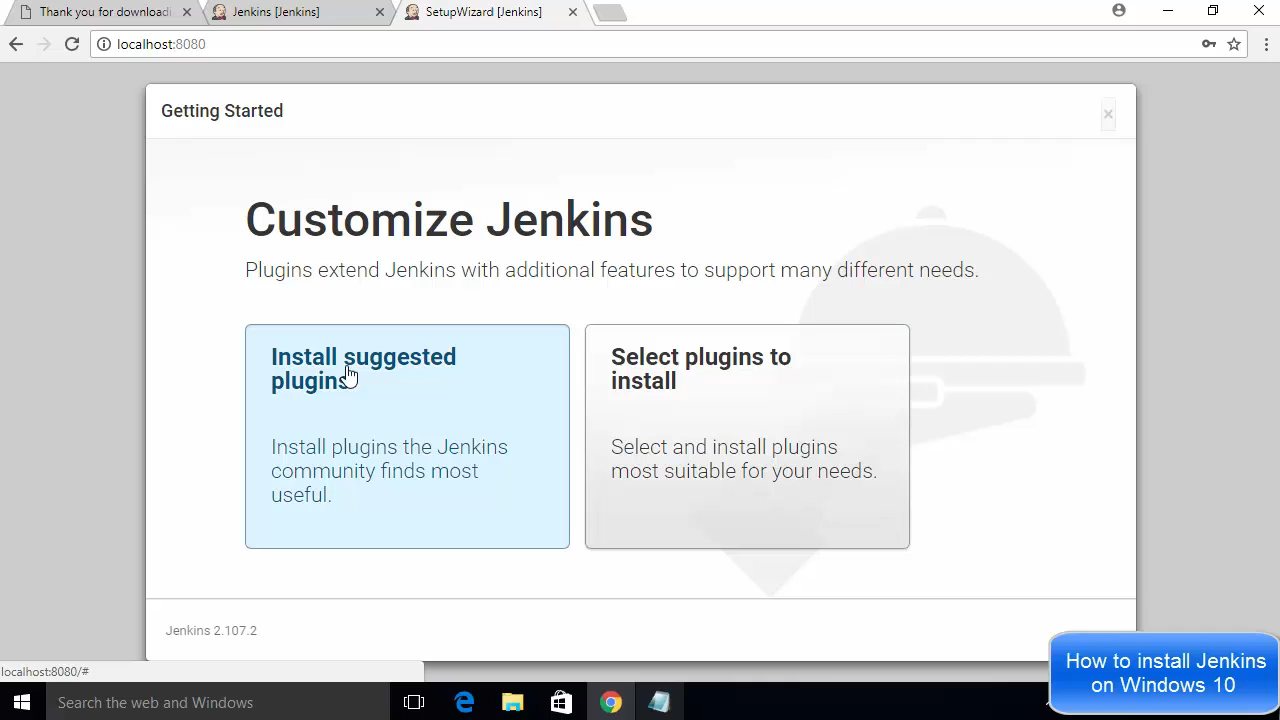 Thank you for downloadi
Jenkins [Jenkins]
SetupWizard [Jenkins]
localhost:8080
Getting Started
Customize Jenkins
Plugins extend Jenkins with additional features to support many different needs.
Install suggested
plugins
Install plugins the Jenkins
community finds most
useful.
Select plugins to
install
Select and install plugins
most suitable for your needs.
Jenkins 2.107.2
localhost:8080/#
How to install Jenkins
on Windows 10
Search the web and Windows